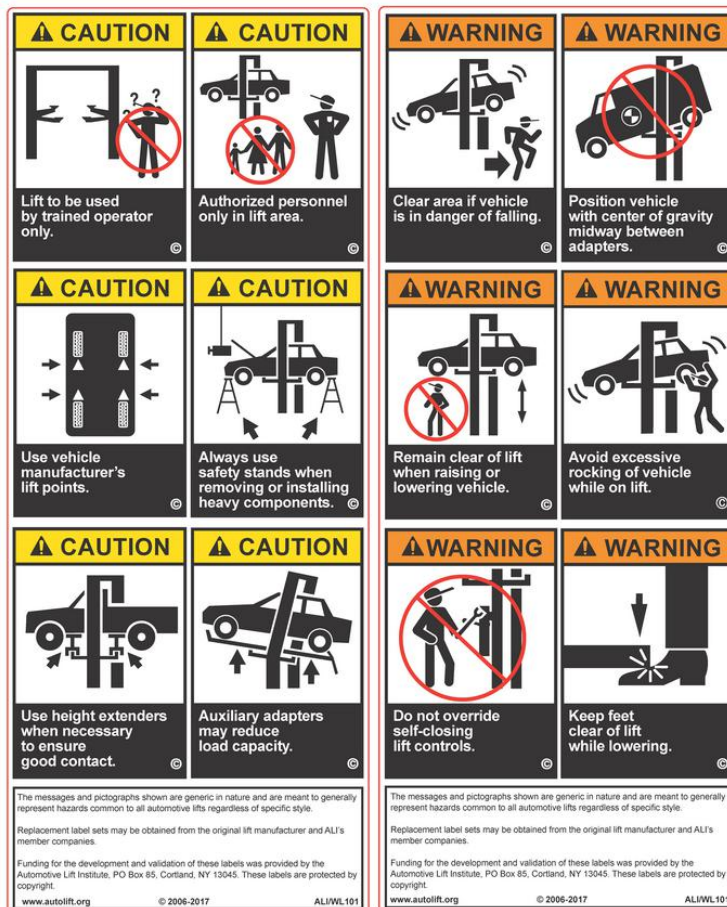 CAUTION
Lift to be used
by trained operator
only.
©
CAUTION
Authorized personnel
only in lift area.
©
CAUTION
Use vehicle
manufacturer's
lift points.
©
CAUTION
Always use
safety stands when
removing or installing
heavy components.
©
CAUTION
Use height extenders
when necessary
to ensure
good contact.
©
CAUTION
Auxiliary adapters
may reduce
load capacity.
©
The messages and pictographs shown are generic in nature and are meant to generally
represent hazards common to all automotive lifts regardless of specific style.
Replacement label sets may be obtained from the original lift manufacturer and ALI's
member companies.
Funding for the development and validation of these labels was provided by the
Automotive Lift Institute, PO Box 85, Cortland, NY 13045. These labels are protected by
copyright.
www.autolift.org © 2006-2017 ALI/WL101
WARNING
Clear area if vehicle
is in danger of falling.
©
WARNING
Position vehicle
with center of gravity
midway between
adapters.
©
WARNING
Remain clear of lift
when raising or
lowering vehicle.
©
WARNING
Avoid excessive
rocking of vehicle
while on lift.
©
WARNING
Do not override
self-closing
lift controls.
©
WARNING
Keep feet
clear of lift
while lowering.
©
The messages and pictographs shown are generic in nature and are meant to generally
represent hazards common to all automotive lifts regardless of specific style.
Replacement label sets may be obtained from the original lift manufacturer and ALI's
member companies.
Funding for the development and validation of these labels was provided by the
Automotive Lift Institute, PO Box 85, Cortland, NY 13045. These labels are protected by
copyright.
www.autolift.org © 2006-2017 ALI/WL101